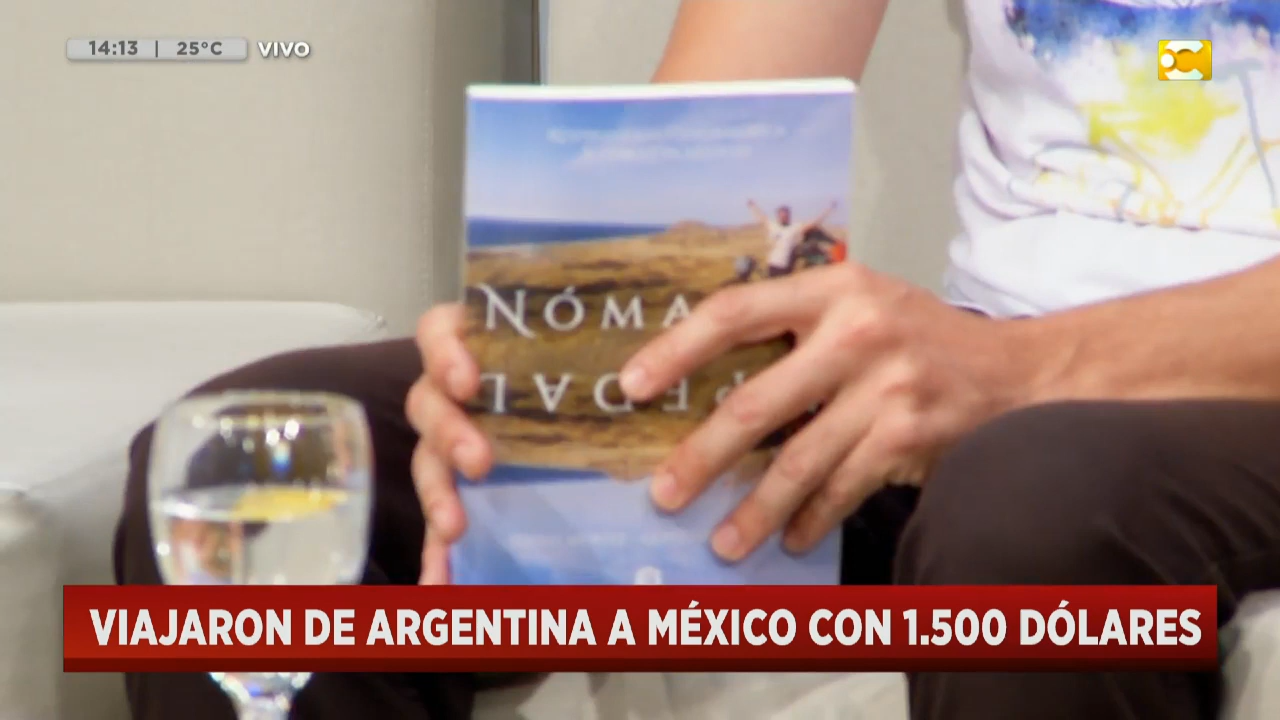 14:13 | 25°C VIVO
NÓMA
PEDAL
VIAJARON DE ARGENTINA A MÉXICO CON 1.500 DÓLARES